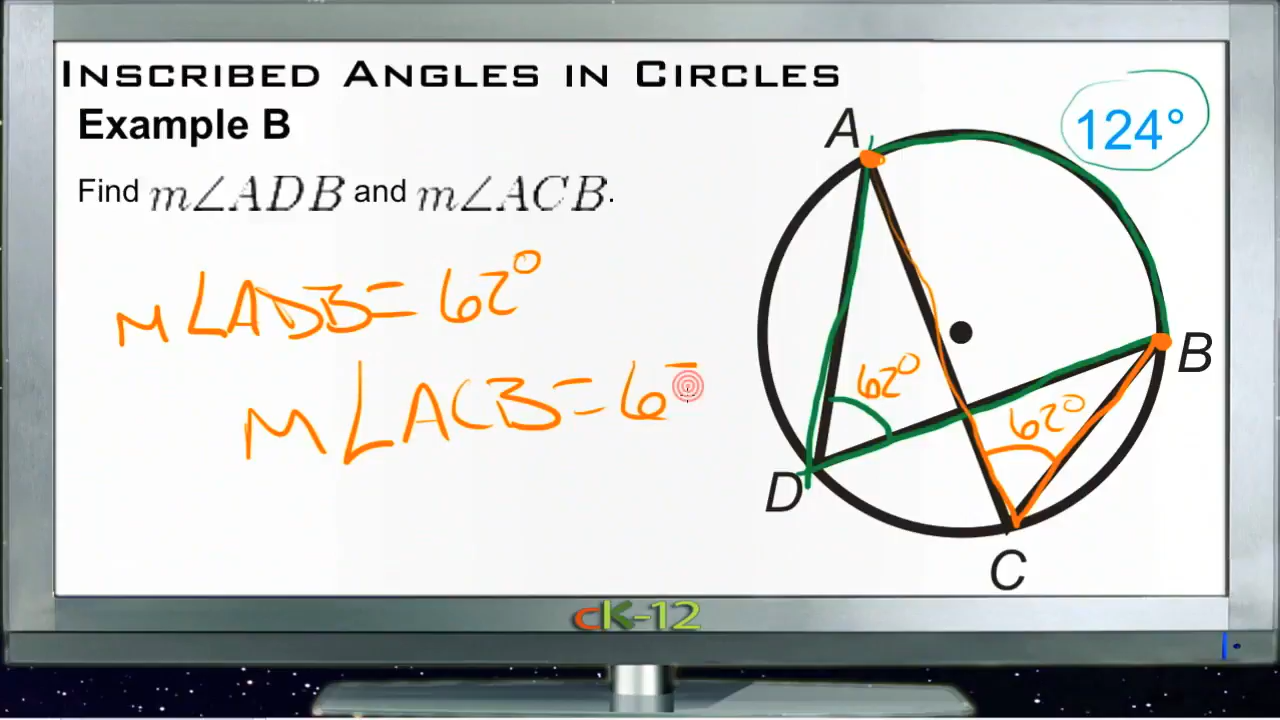 INSCRIBED ANGLES IN CIRCLES
Example B
124°
Find m∠ADB and m∠ACB.
m∠ADB = 62°
m∠ACB = 6
A
B
62°
62°
D
C
cK-12